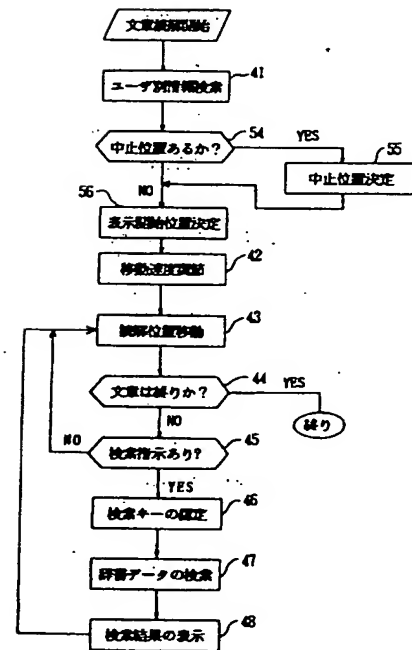 文章読解開始
41
ユーザ別情報検索
54
中止位置あるか？
YES
55
中止位置決定
NO
56
表示開始位置決定
移動速度調節
42
読解位置移動
43
文章は終りか？
44
YES
終り
NO
検索指示あり？
45
NO
YES
検索キーの確定
46
辞書データの検索
47
検索結果の表示
48